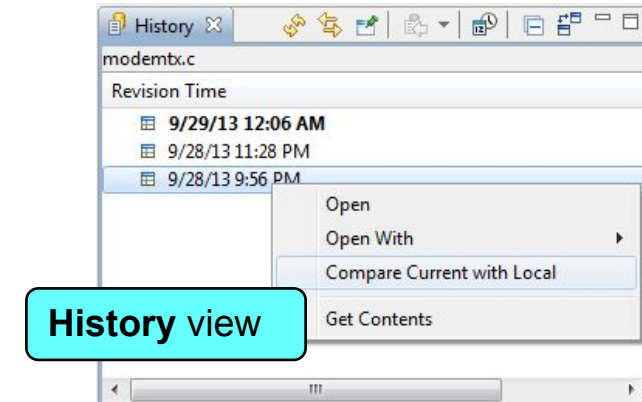 History
12
modemtx.c
Revision Time
9/29/13 12:06 AM
9/28/13 11:28 PM
9/28/13 9:56 PM
Open
Open With
Compare Current with Local
Get Contents
History view